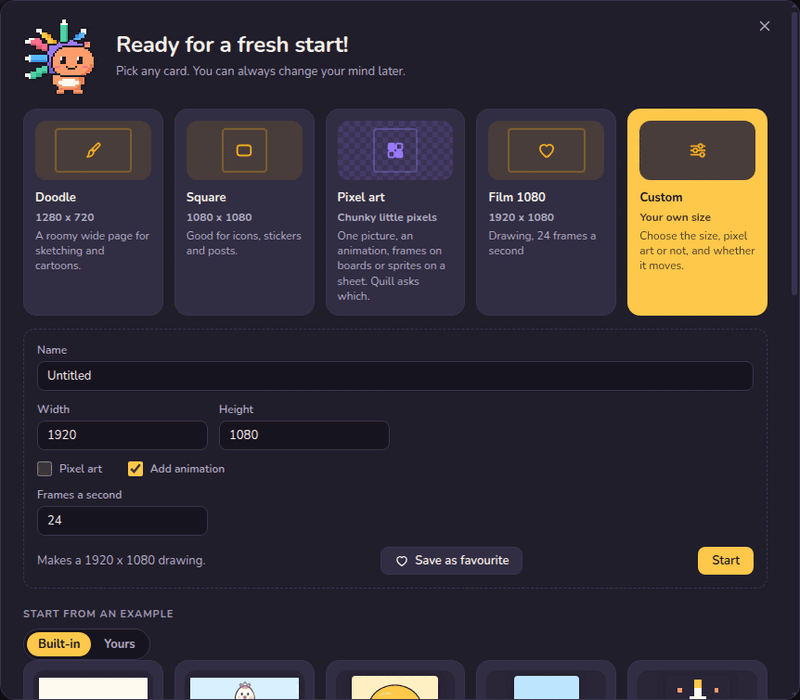 Ready for a fresh start!
Pick any card. You can always change your mind later.
Doodle
1280 x 720
A roomy wide page for
sketching and
cartoons.
Square
1080 x 1080
Good for icons, stickers
and posts.
Pixel art
Chunky little pixels
One picture, an
animation, frames on
boards or sprites on a
sheet. Quill asks
which.
Film 1080
1920 x 1080
Drawing, 24 frames a
second
Custom
Your own size
Choose the size, pixel
art or not, and whether
it moves.
Name
Untitled
Width
Height
1920
1080
Pixel art
Add animation
Frames a second
24
Makes a 1920 x 1080 drawing.
Save as favourite
Start
START FROM AN EXAMPLE
Built-in
Yours